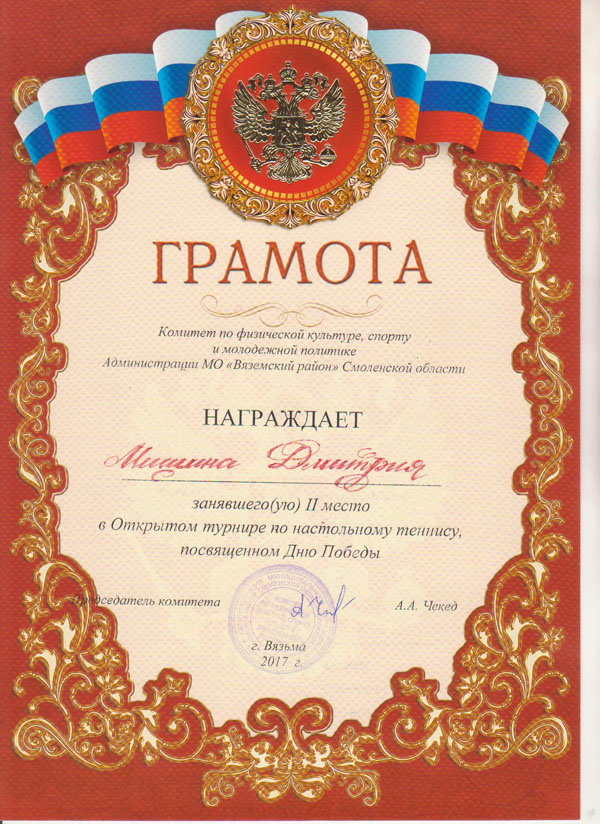 ГРАМОТА
Комитет по физической культуре, спорту
и молодежной политике
Администрации МО «Вяземский район» Смоленской области
НАГРАЖДАЕТ
Мишина Дмитрия
занявшего(ую) II место
в Открытом турнире по настольному теннису,
посвященном Дню Победы
Председатель комитета
А.А. Чекед
г. Вязьма
2017 г.